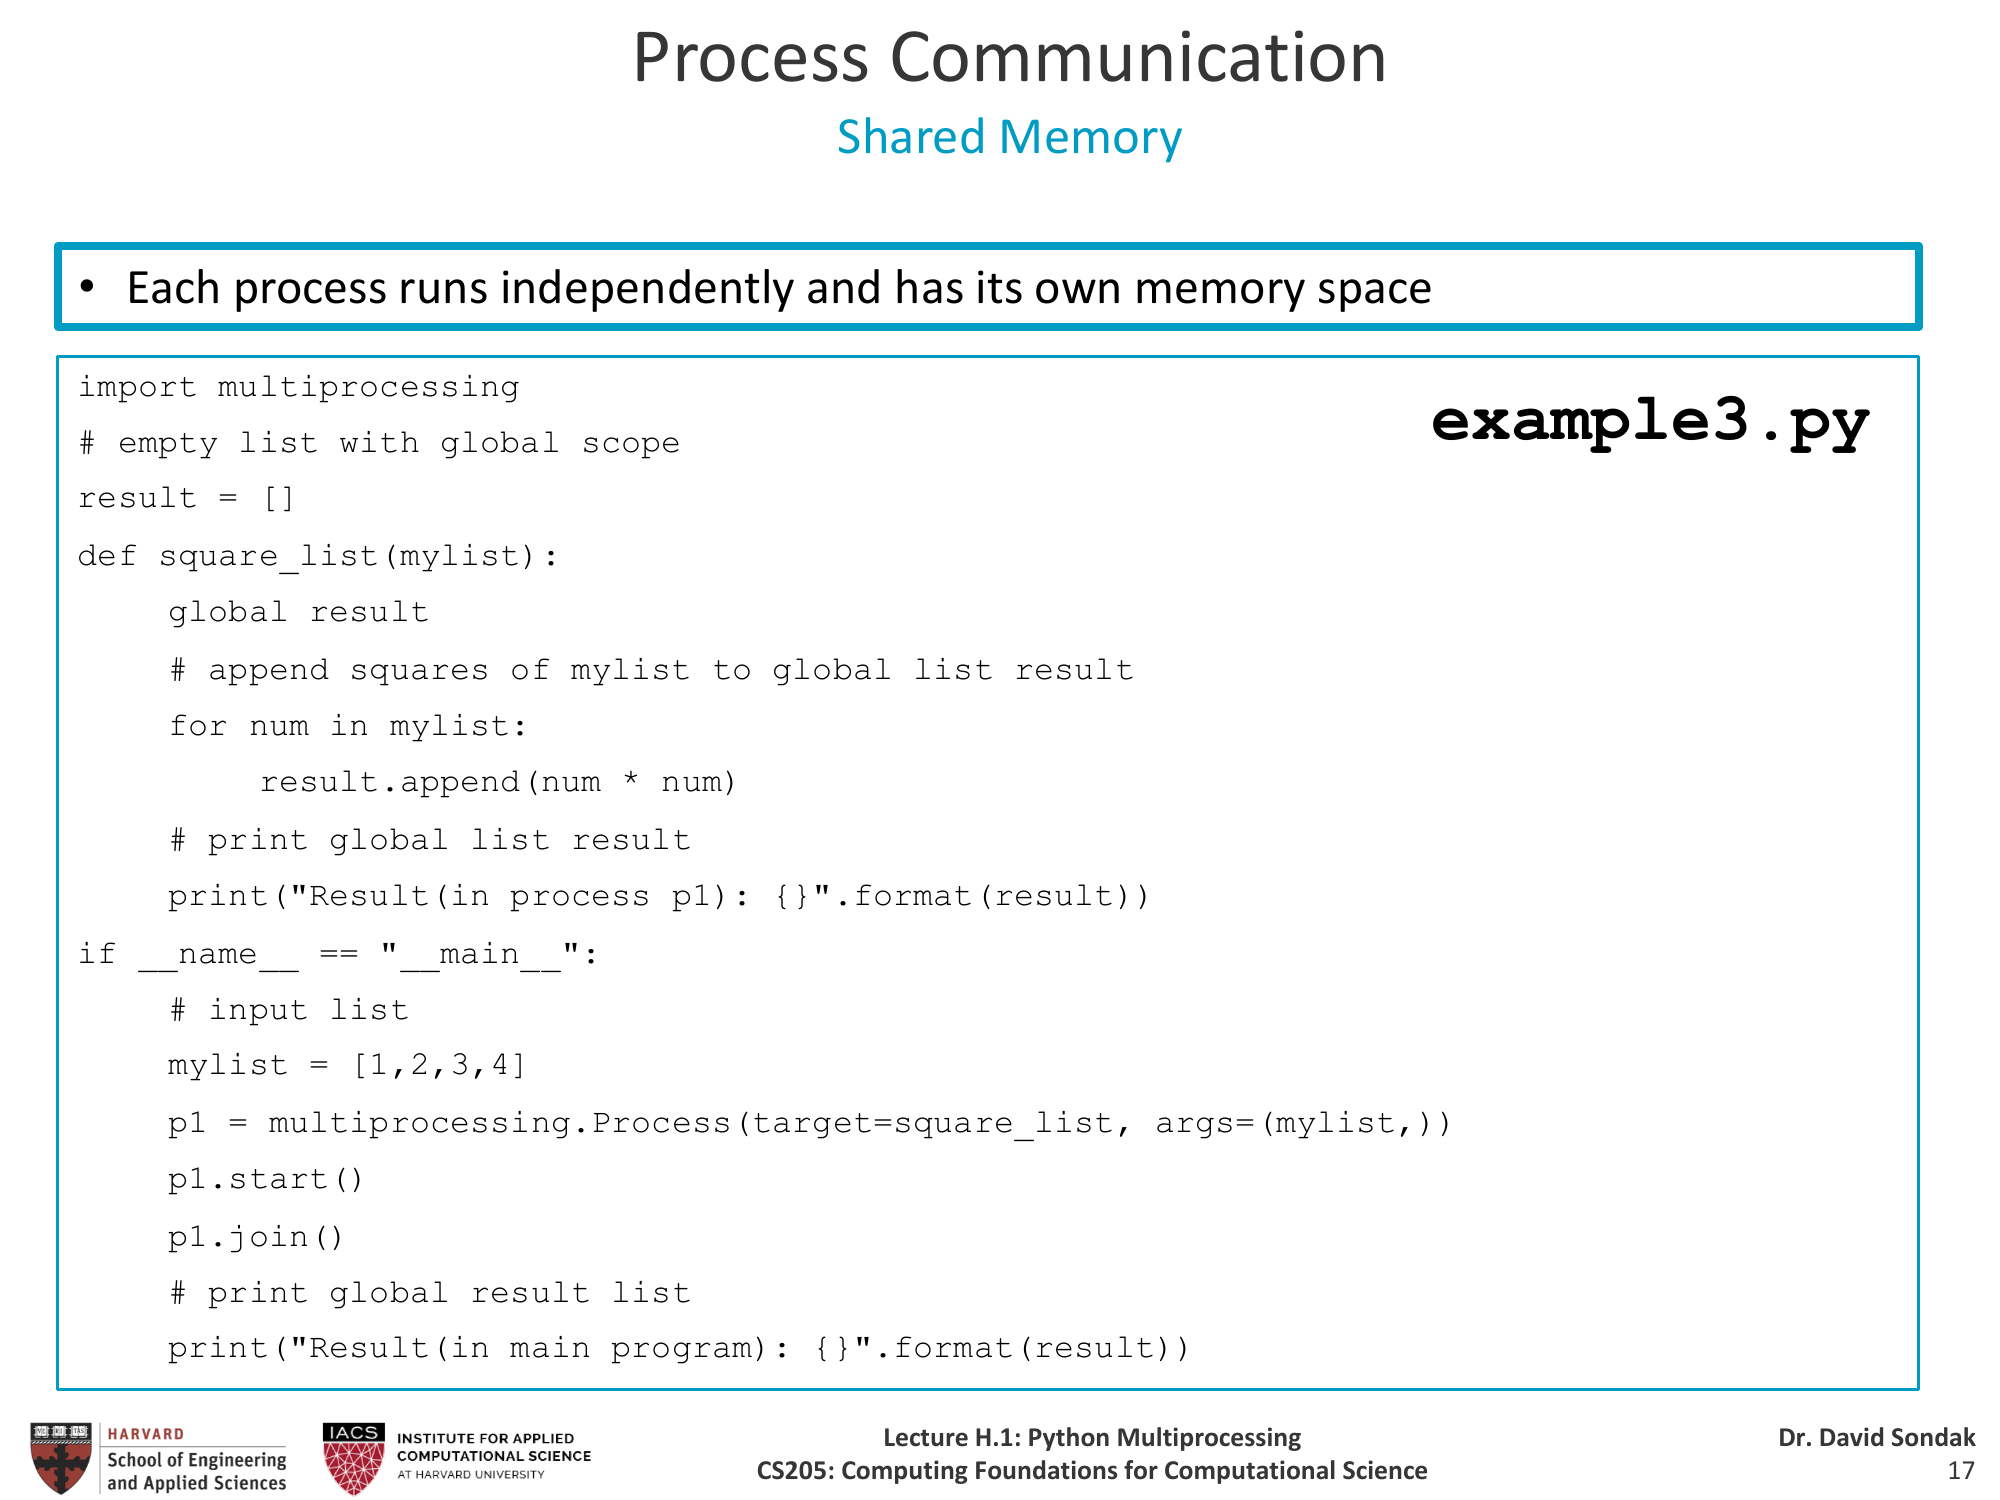 Process Communication
Shared Memory
• Each process runs independently and has its own memory space
example3.py
import multiprocessing
# empty list with global scope
result = []
def square_list(mylist):
    global result
    # append squares of mylist to global list result
    for num in mylist:
        result.append(num * num)
    # print global list result
    print("Result(in process p1): {}".format(result))
if __name__ == "__main__":
    # input list
    mylist = [1,2,3,4]
    p1 = multiprocessing.Process(target=square_list, args=(mylist,))
    p1.start()
    p1.join()
    # print global result list
    print("Result(in main program): {}".format(result))
HARVARD
School of Engineering
and Applied Sciences
IACS
INSTITUTE FOR APPLIED
COMPUTATIONAL SCIENCE
AT HARVARD UNIVERSITY
Lecture H.1: Python Multiprocessing
CS205: Computing Foundations for Computational Science
Dr. David Sondak
17